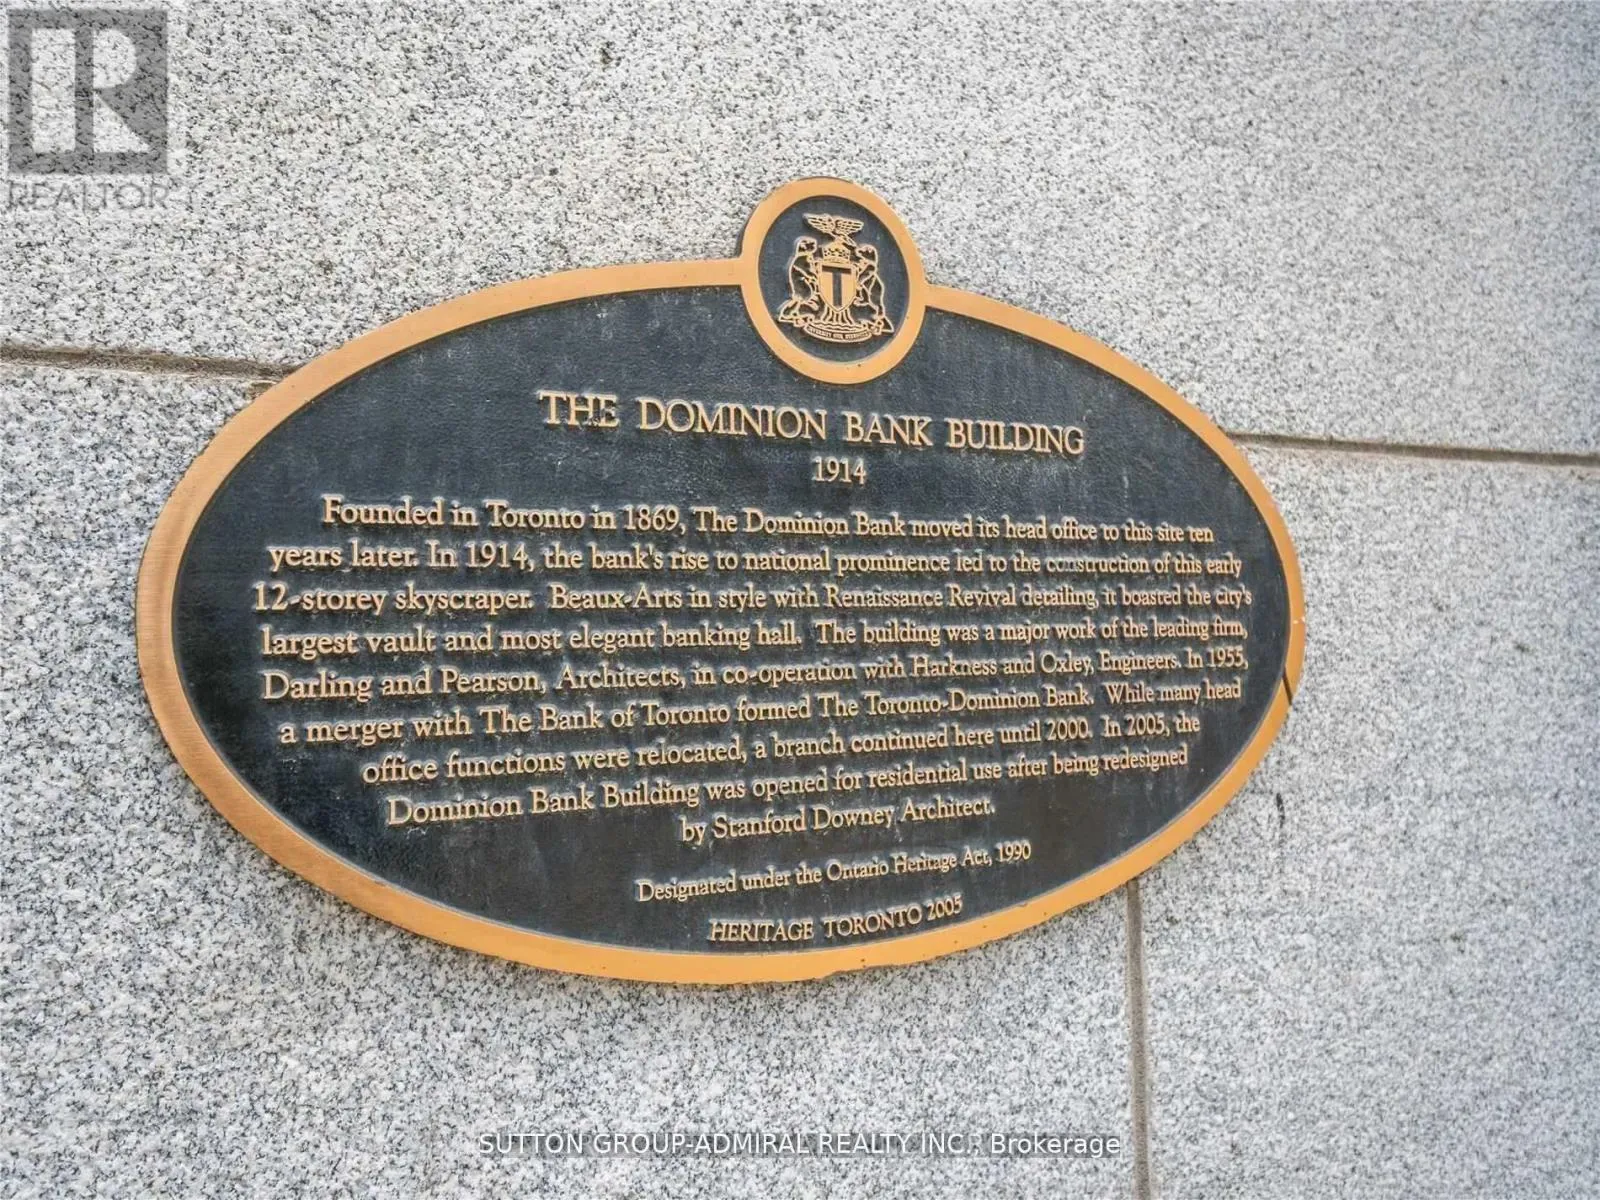 REALTOR
THE DOMINION BANK BUILDING
1914
Founded in Toronto in 1869, The Dominion Bank moved its head office to this site ten
years later. In 1914, the bank's rise to national prominence led to the construction of this early
12-storey skyscraper. Beaux-Arts in style with Renaissance Revival detailing, it boasted the city's
largest vault and most elegant banking hall. The building was a major work of the leading firm,
Darling and Pearson, Architects, in co-operation with Harkness and Oxley, Engineers. In 1955,
a merger with The Bank of Toronto formed The Toronto-Dominion Bank. While many head
office functions were relocated, a branch continued here until 2000. In 2005, the
Dominion Bank Building was opened for residential use after being redesigned
by Stanford Downey Architect.
Designated under the Ontario Heritage Act, 1990
HERITAGE TORONTO 2005
SUTTON GROUP-ADMIRAL REALTY INC., Brokerage